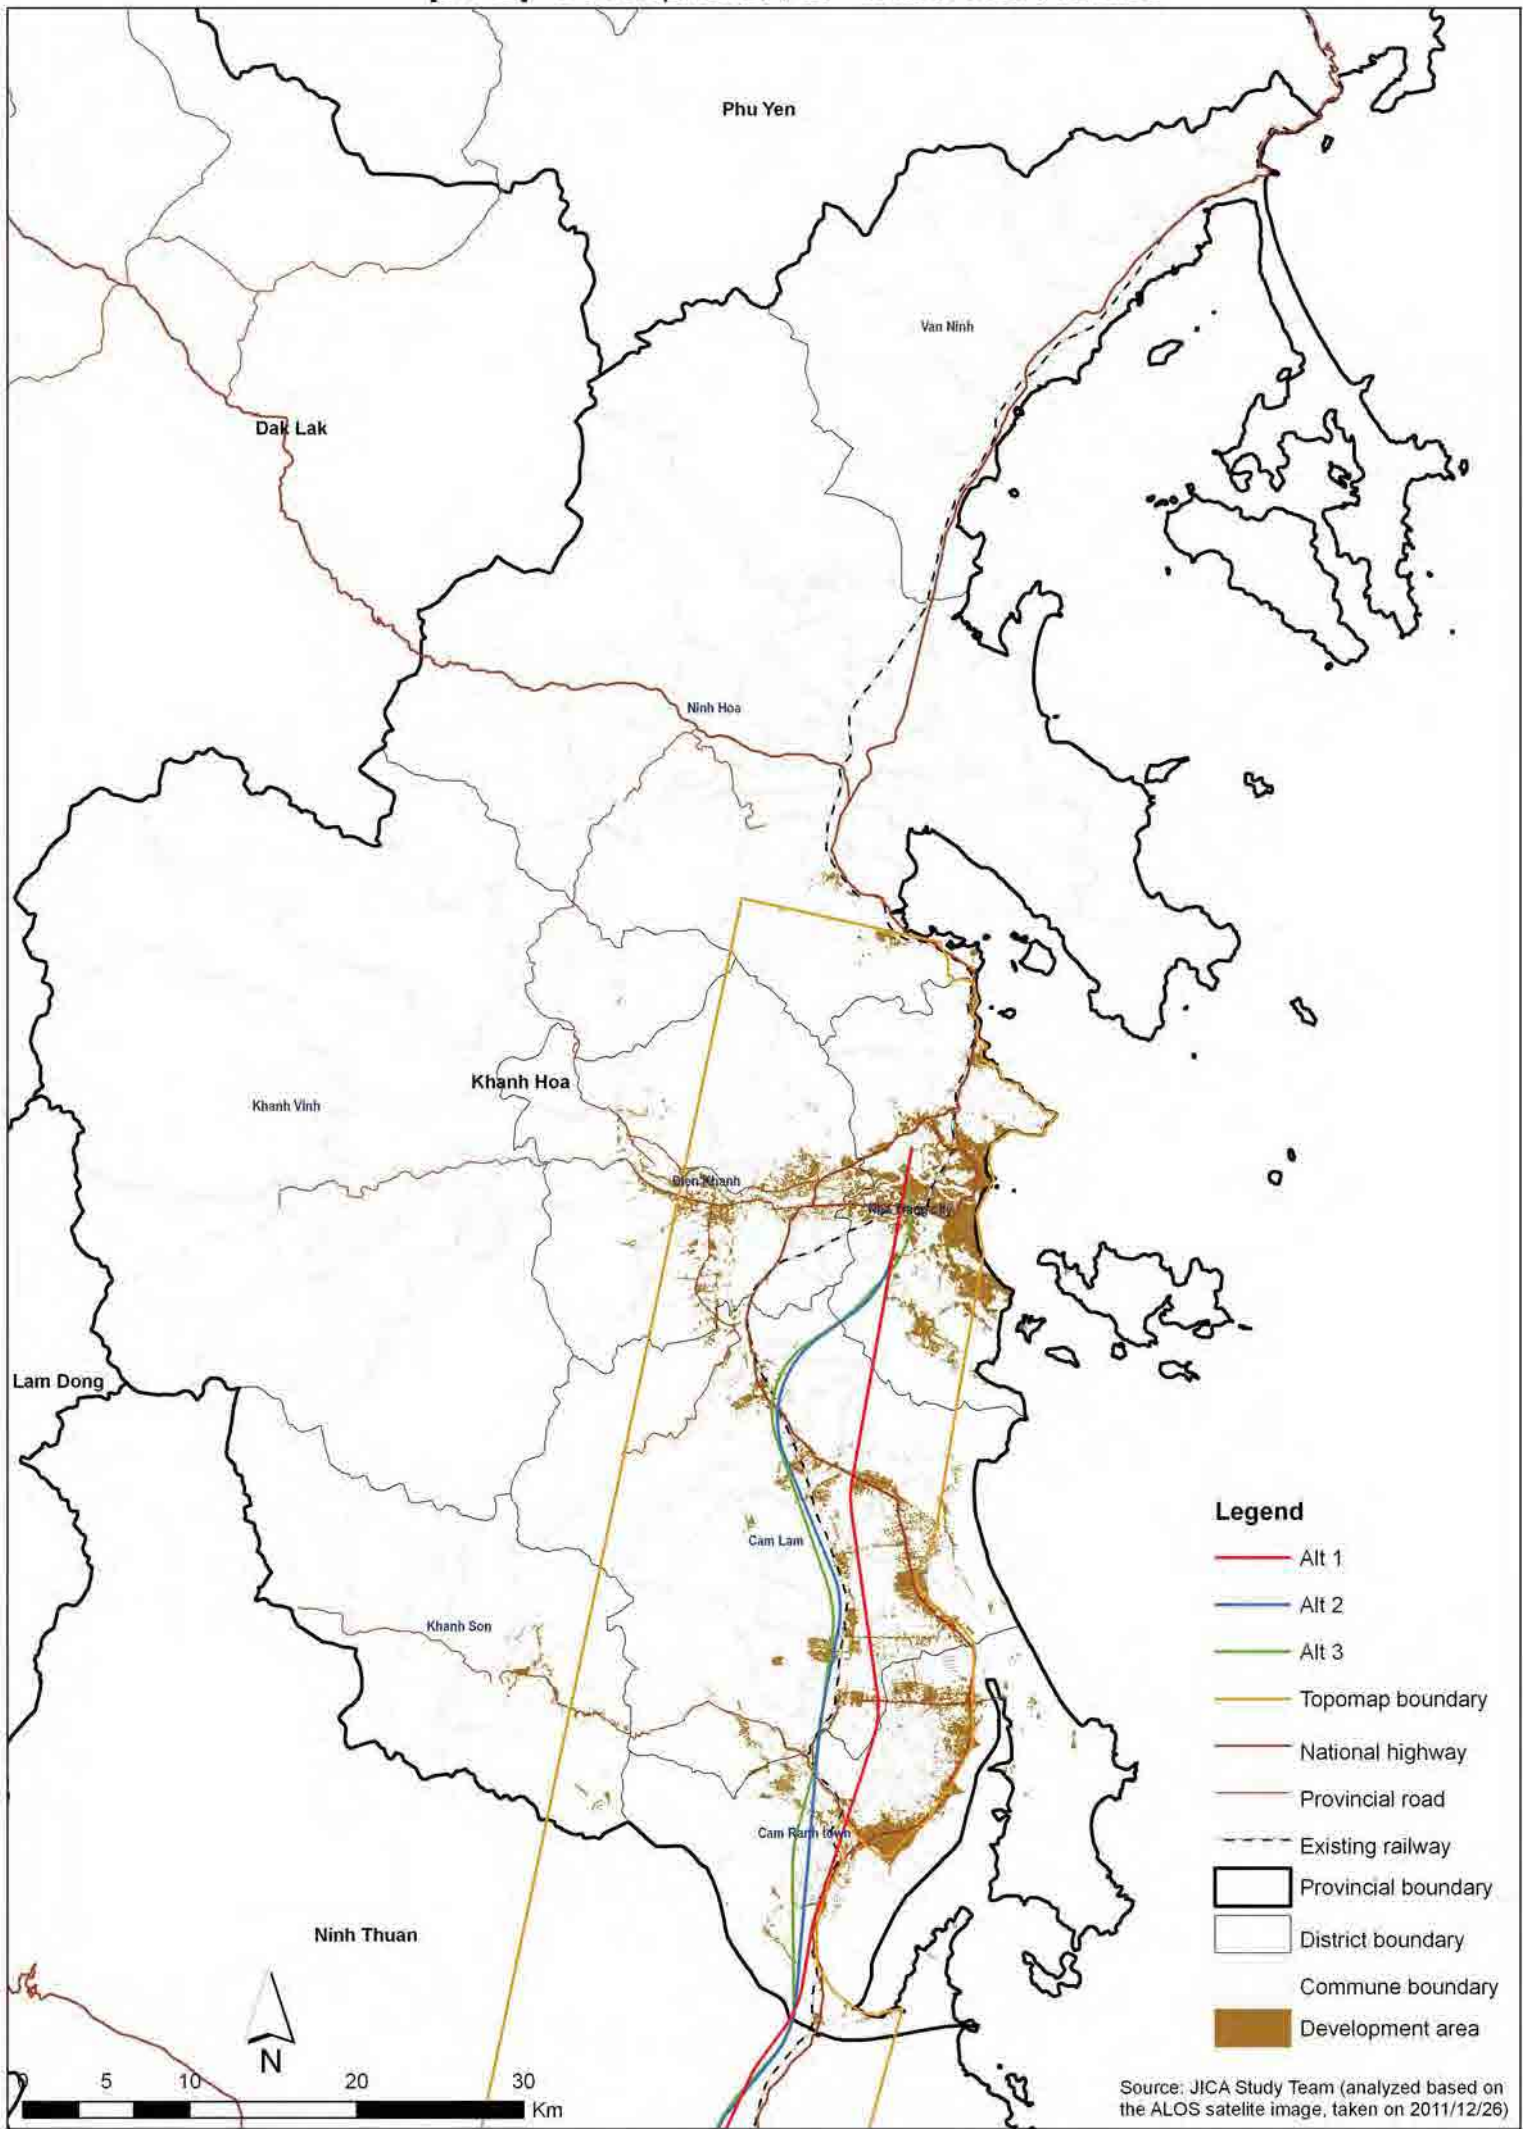 Phu Yen
Van Ninh
Dak Lak
Ninh Hoa
Khanh Hoa
Khanh Vinh
Dien Khanh
Lam Dong
Cam Lam
Khanh Son
Cam Ranh town
Ninh Thuan
N
5 10 20 30
Km
Legend
Alt 1
Alt 2
Alt 3
Topomap boundary
National highway
Provincial road
Existing railway
Provincial boundary
District boundary
Commune boundary
Development area
Source: JICA Study Team (analyzed based on
the ALOS satelite image, taken on 2011/12/26)